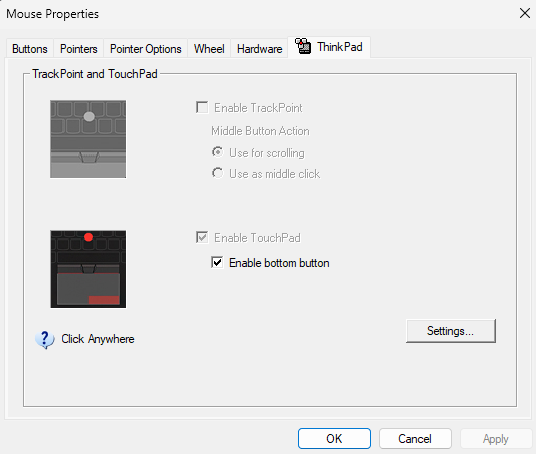 Mouse Properties
Buttons Pointers Pointer Options Wheel Hardware ThinkPad
TrackPoint and TouchPad
Enable TrackPoint
Middle Button Action
Use for scrolling
Use as middle click
Enable TouchPad
Enable bottom button
Click Anywhere
Settings...
OK Cancel Apply